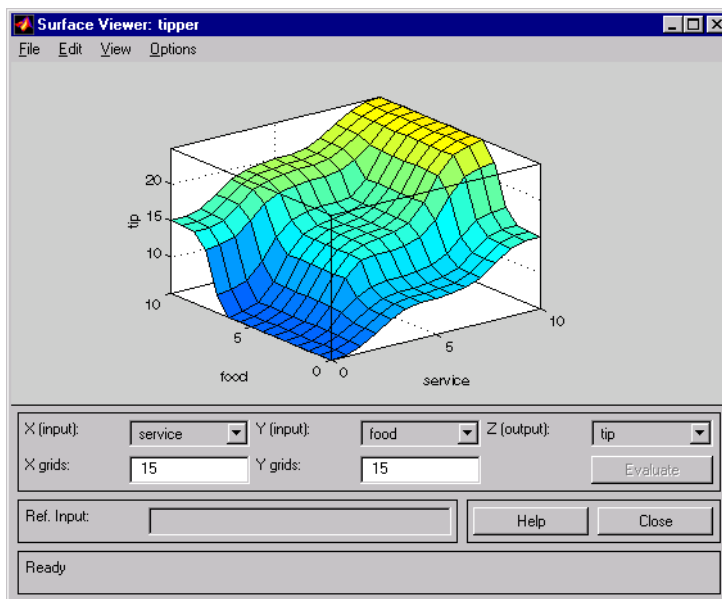 Surface Viewer: tipper
File Edit View Options
20
15
10
tip
10
5
0
food
0
5
10
service
X (input): service Y (input): food Z (output): tip
X grids: 15 Y grids: 15 Evaluate
Ref. Input: Help Close
Ready